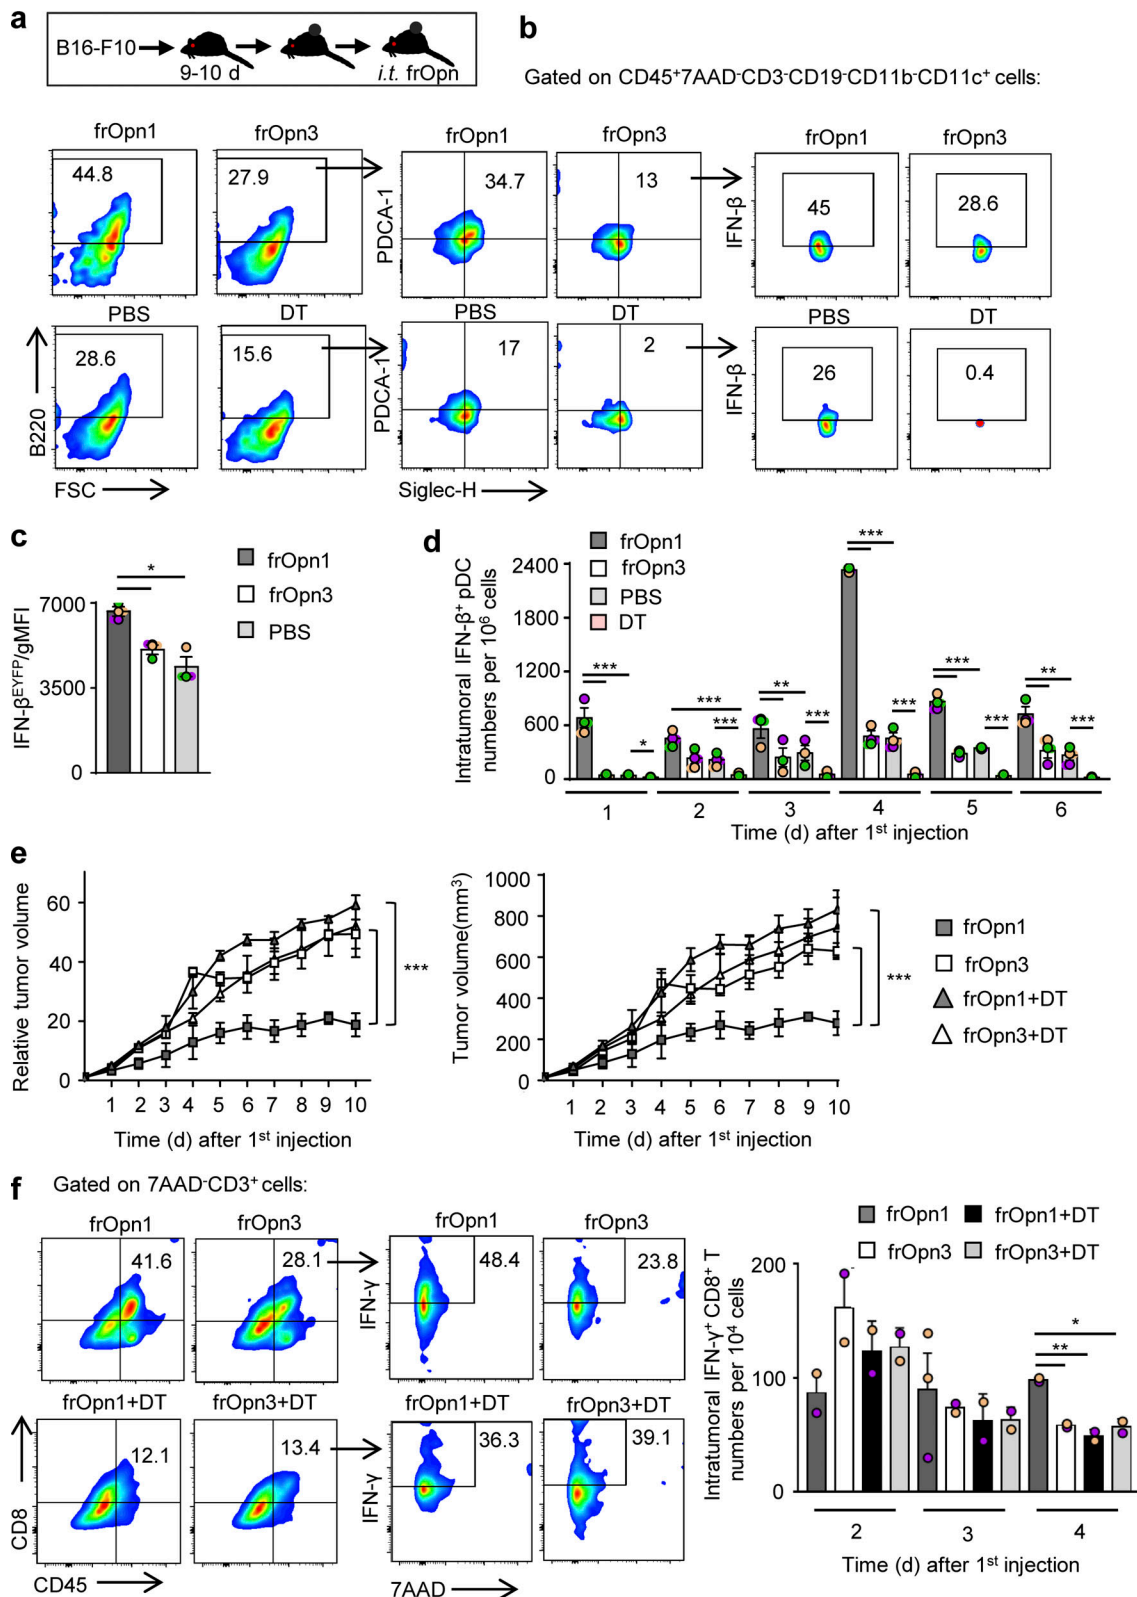 a
B16-F10
9-10 d
i.t. frOpn
b
Gated on CD45⁺7AAD⁻CD3⁻CD19⁻CD11b⁻CD11c⁺ cells:
frOpn1
frOpn3
frOpn1
frOpn3
frOpn1
frOpn3
44.8
27.9
34.7
13
45
28.6
PDCA-1
IFN-β
PBS
DT
PBS
DT
PBS
DT
28.6
15.6
17
2
26
0.4
B220
PDCA-1
IFN-β
FSC
Siglec-H
c
IFN-βᴱʸᶠᴾ/gMFI
7000
3500
0
*
frOpn1
frOpn3
PBS
d
Intratumoral IFN-β⁺ pDC
numbers per 10⁶ cells
2400
1800
1200
600
0
frOpn1
frOpn3
PBS
DT
***
*
***
***
**
***
***
***
***
***
**
***
1 2 3 4 5 6
Time (d) after 1ˢᵗ injection
e
Relative tumor volume
60
40
20
0
***
1 2 3 4 5 6 7 8 9 10
Time (d) after 1ˢᵗ injection
Tumor volume(mm³)
1000
800
600
400
200
0
***
1 2 3 4 5 6 7 8 9 10
Time (d) after 1ˢᵗ injection
frOpn1
frOpn3
frOpn1+DT
frOpn3+DT
f
Gated on 7AAD⁻CD3⁺ cells:
frOpn1
frOpn3
frOpn1
frOpn3
41.6
28.1
48.4
23.8
IFN-γ
frOpn1+DT
frOpn3+DT
frOpn1+DT
frOpn3+DT
12.1
13.4
36.3
39.1
CD8
IFN-γ
CD45
7AAD
frOpn1
frOpn1+DT
frOpn3
frOpn3+DT
Intratumoral IFN-γ⁺ CD8⁺ T
numbers per 10⁴ cells
200
100
0
*
**
2 3 4
Time (d) after 1ˢᵗ injection